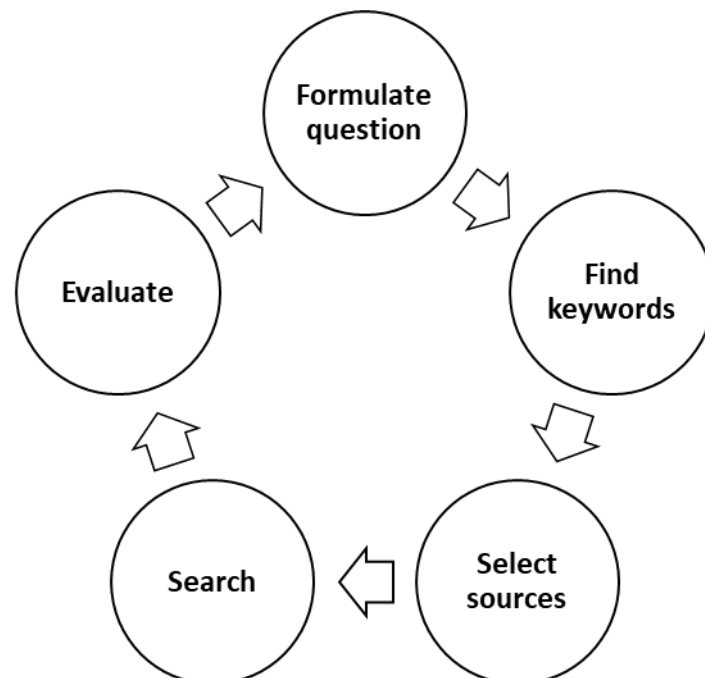 Formulate
question
Find
keywords
Select
sources
Search
Evaluate